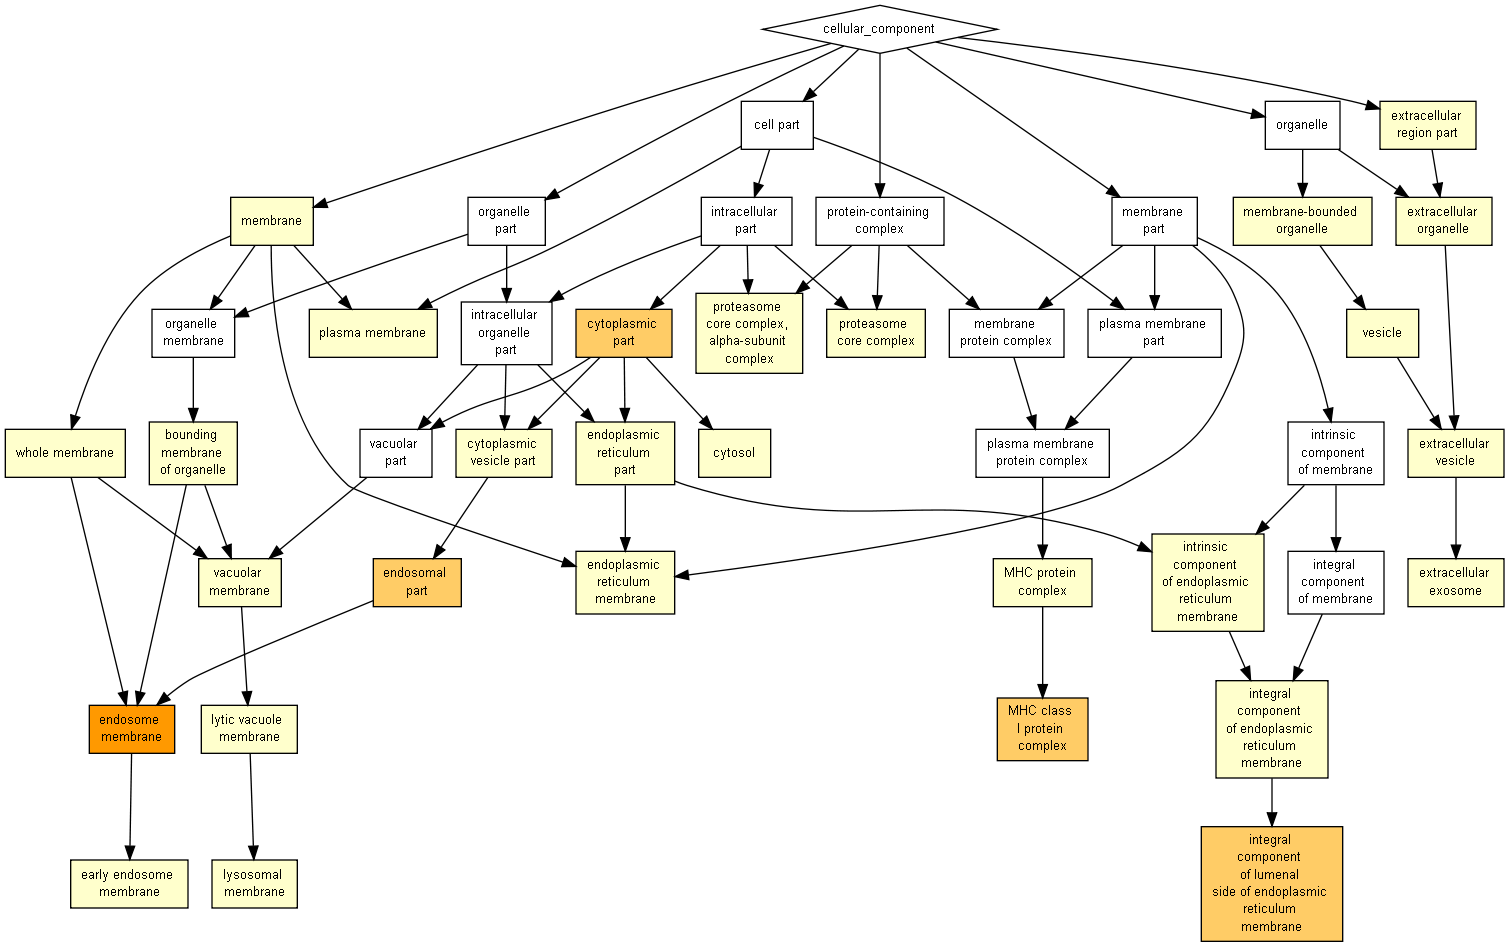 cellular_component
cell part
organelle
extracellular
region part
membrane
organelle
part
intracellular
part
protein-containing
complex
membrane
part
membrane-bounded
organelle
extracellular
organelle
organelle
membrane
plasma membrane
intracellular
organelle
part
cytoplasmic
part
proteasome
core complex,
alpha-subunit
complex
proteasome
core complex
membrane
protein complex
plasma membrane
part
vesicle
whole membrane
bounding
membrane
of organelle
vacuolar
part
cytoplasmic
vesicle part
endoplasmic
reticulum
part
cytosol
plasma membrane
protein complex
intrinsic
component
of membrane
extracellular
vesicle
vacuolar
membrane
endosomal
part
endoplasmic
reticulum
membrane
MHC protein
complex
intrinsic
component
of endoplasmic
reticulum
membrane
integral
component
of membrane
extracellular
exosome
endosome
membrane
lytic vacuole
membrane
MHC class
I protein
complex
integral
component
of endoplasmic
reticulum
membrane
early endosome
membrane
lysosomal
membrane
integral
component
of lumenal
side of endoplasmic
reticulum
membrane